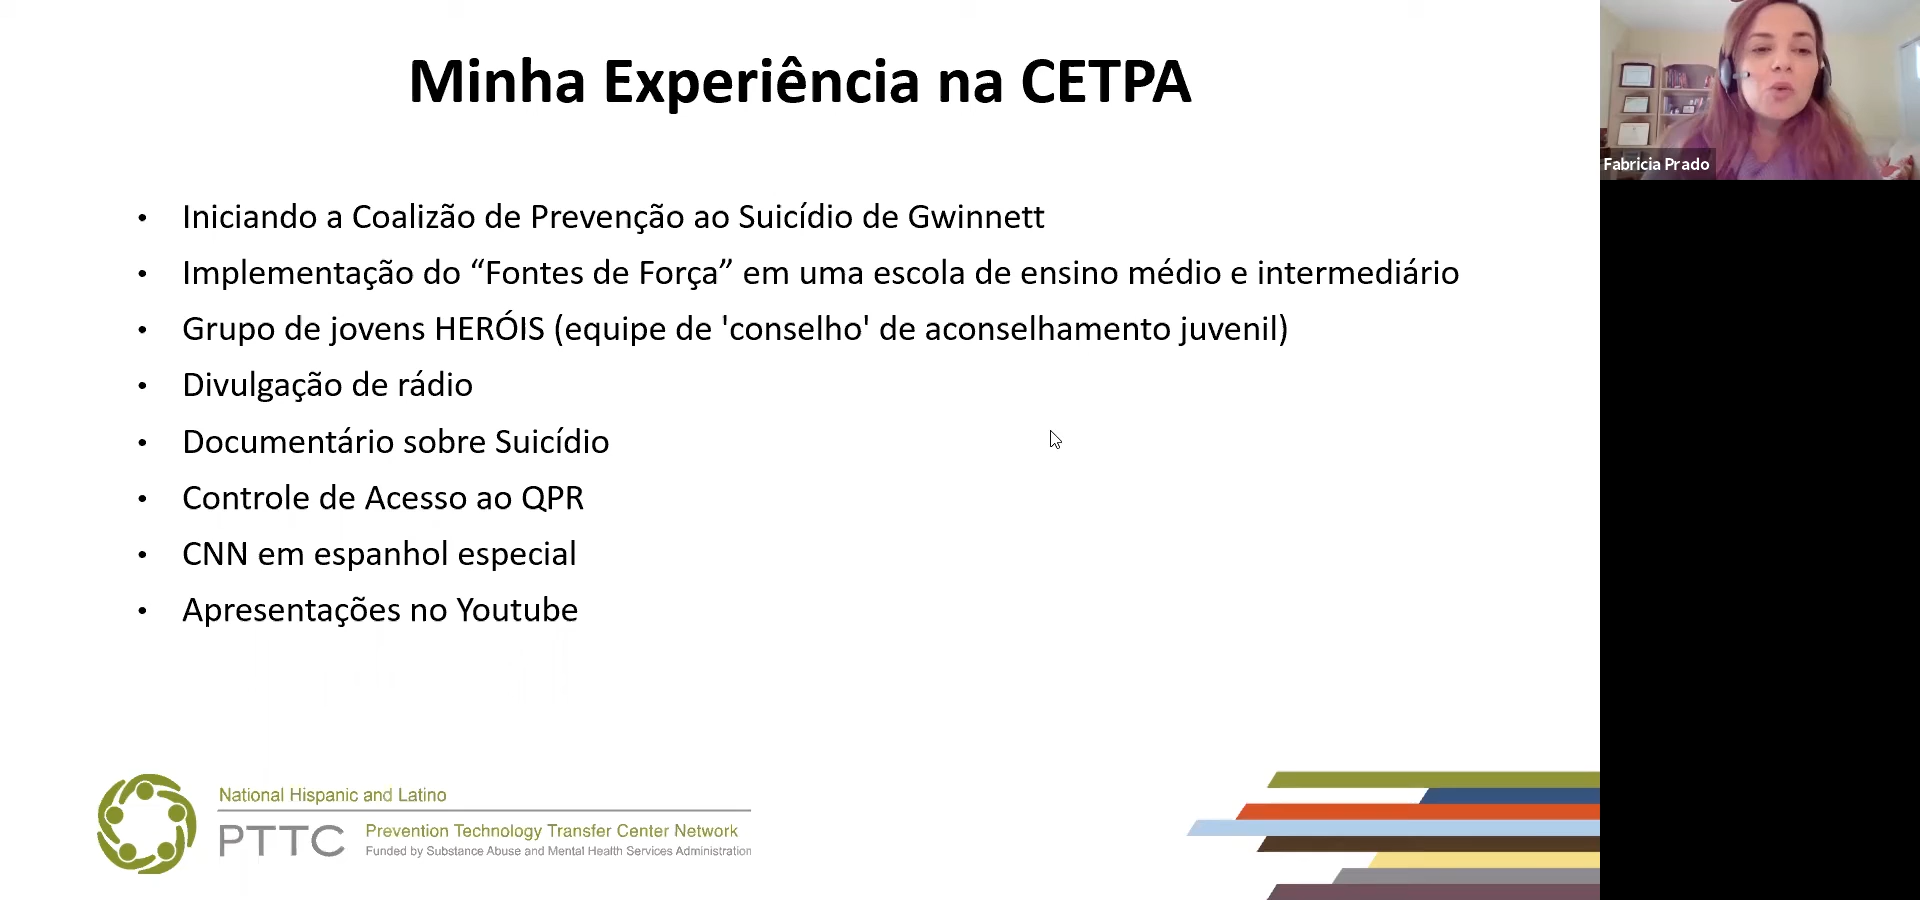 Minha Experiência na CETPA
Fabricia Prado
• Iniciando a Coalizão de Prevenção ao Suicídio de Gwinnett
• Implementação do “Fontes de Força” em uma escola de ensino médio e intermediário
• Grupo de jovens HERÓIS (equipe de 'conselho' de aconselhamento juvenil)
• Divulgação de rádio
• Documentário sobre Suicídio
• Controle de Acesso ao QPR
• CNN em espanhol especial
• Apresentações no Youtube
National Hispanic and Latino
PTTC
Prevention Technology Transfer Center Network
Funded by Substance Abuse and Mental Health Services Administration